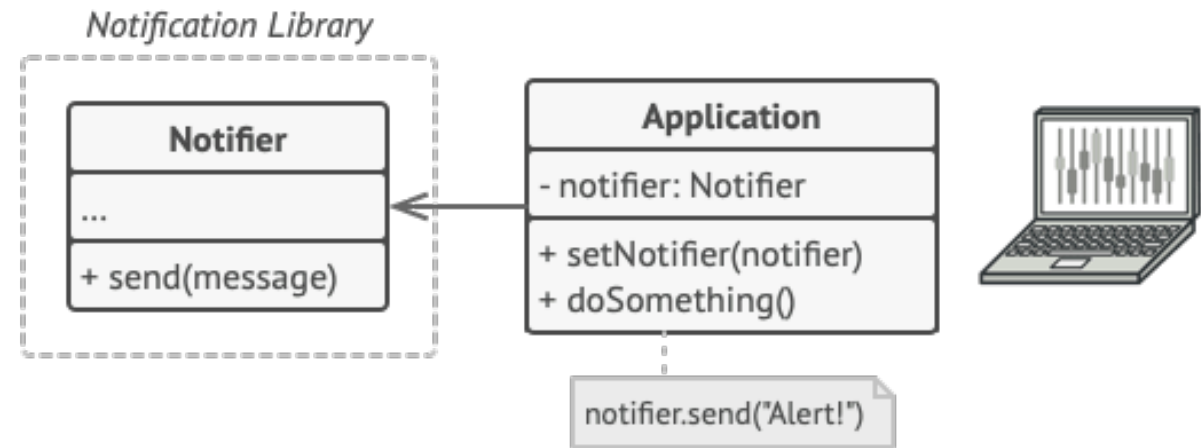 Notification Library
Notifier
...
+ send(message)
Application
- notifier: Notifier
+ setNotifier(notifier)
+ doSomething()
notifier.send("Alert!")